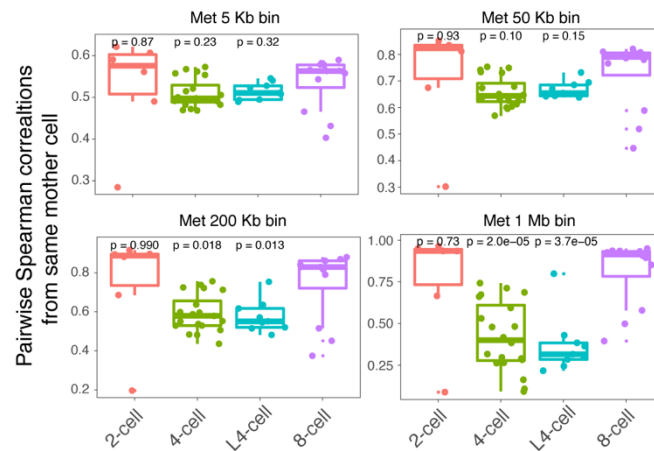 Pairwise Spearman correaltions
from same mother cell
Met 5 Kb bin
p = 0.87 p = 0.23 p = 0.32
0.6
0.5
0.4
0.3
Met 50 Kb bin
p = 0.93 p = 0.10 p = 0.15
0.8
0.7
0.6
0.5
0.4
0.3
Met 200 Kb bin
p = 0.990 p = 0.018 p = 0.013
0.8
0.6
0.4
0.2
2-cell 4-cell L4-cell 8-cell
Met 1 Mb bin
p = 0.73 p = 2.0e-05 p = 3.7e-05
1.00
0.75
0.50
0.25
2-cell 4-cell L4-cell 8-cell